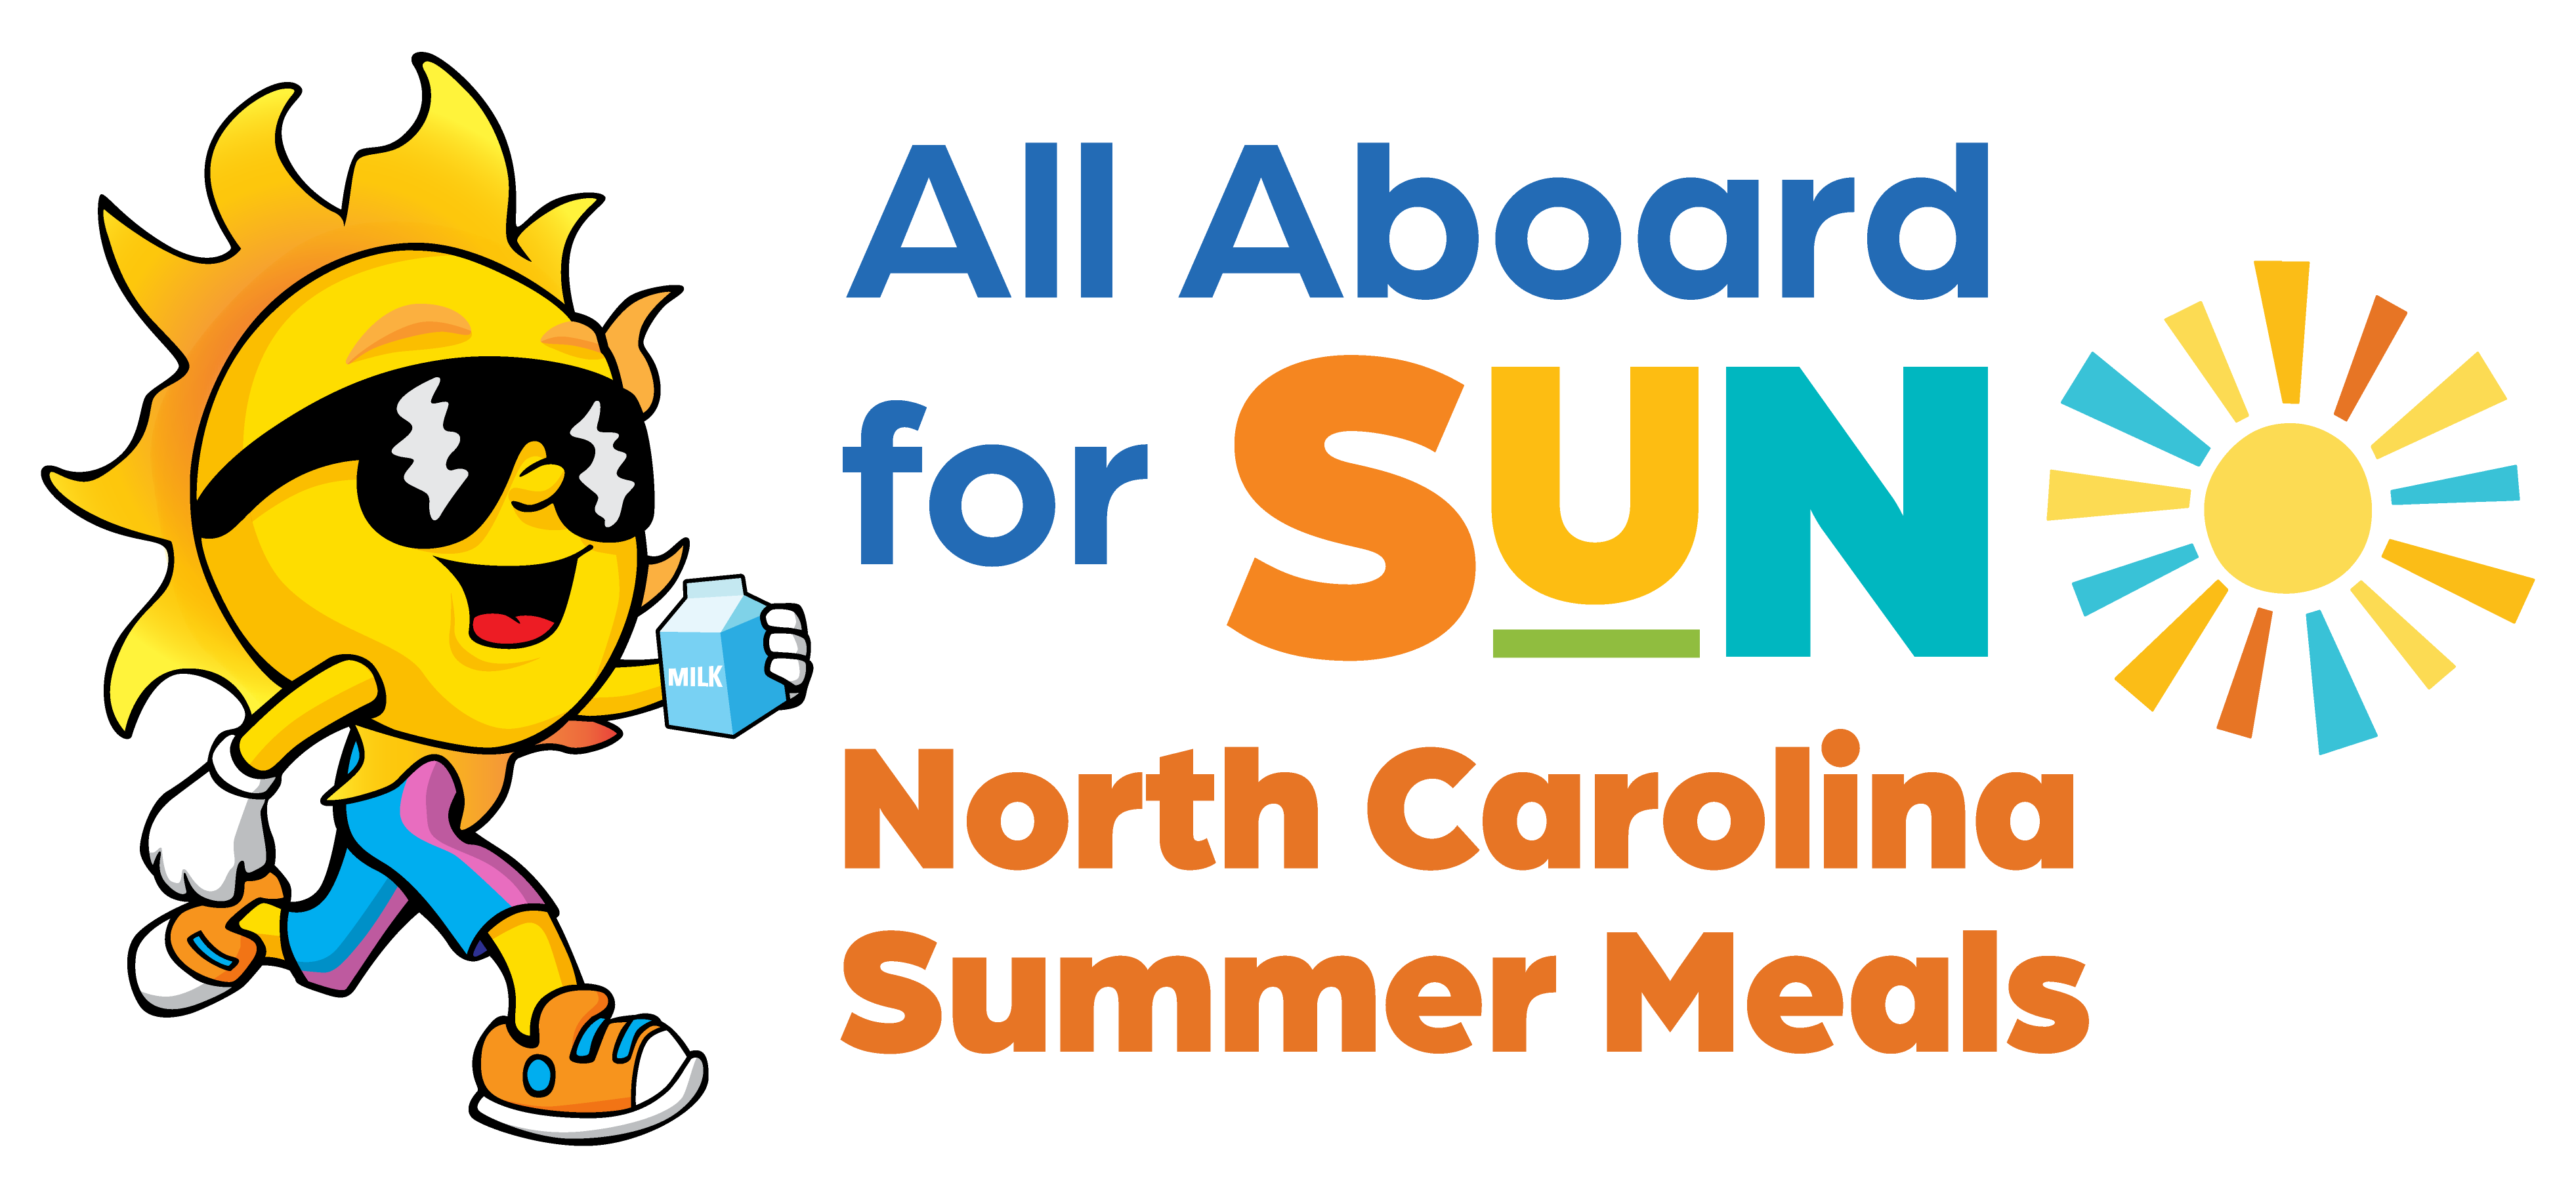 All Aboard
for SUN
North Carolina
Summer Meals
MILK